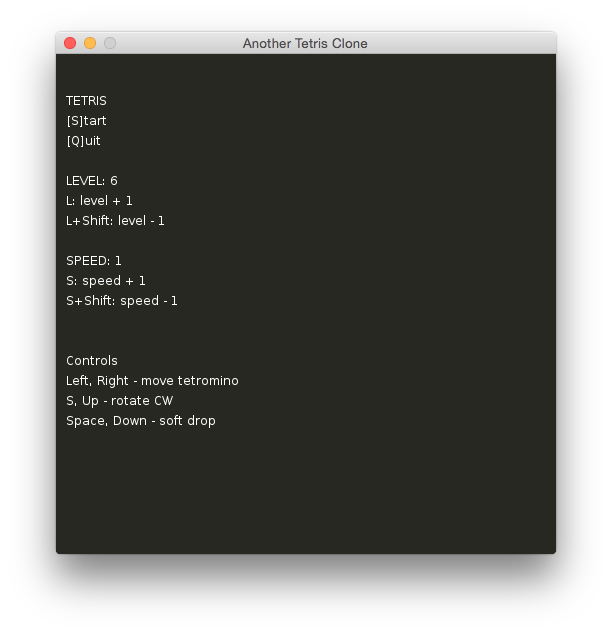 Another Tetris Clone
TETRIS
[S]tart
[Q]uit
LEVEL: 6
L: level + 1
L+Shift: level - 1
SPEED: 1
S: speed + 1
S+Shift: speed - 1
Controls
Left, Right - move tetromino
S, Up - rotate CW
Space, Down - soft drop